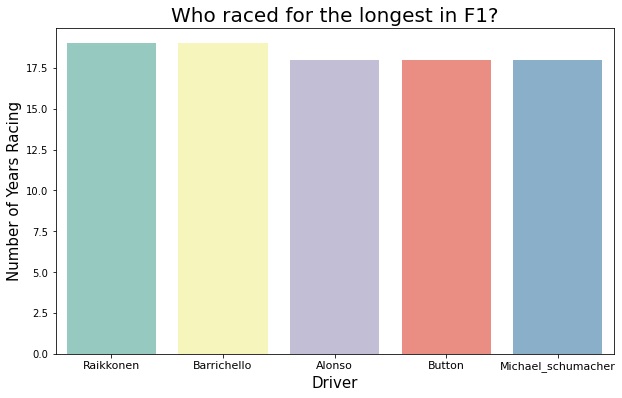 Who raced for the longest in F1?
Number of Years Racing
17.5
15.0
12.5
10.0
7.5
5.0
2.5
0.0
Raikkonen Barrichello Alonso Button Michael_schumacher
Driver